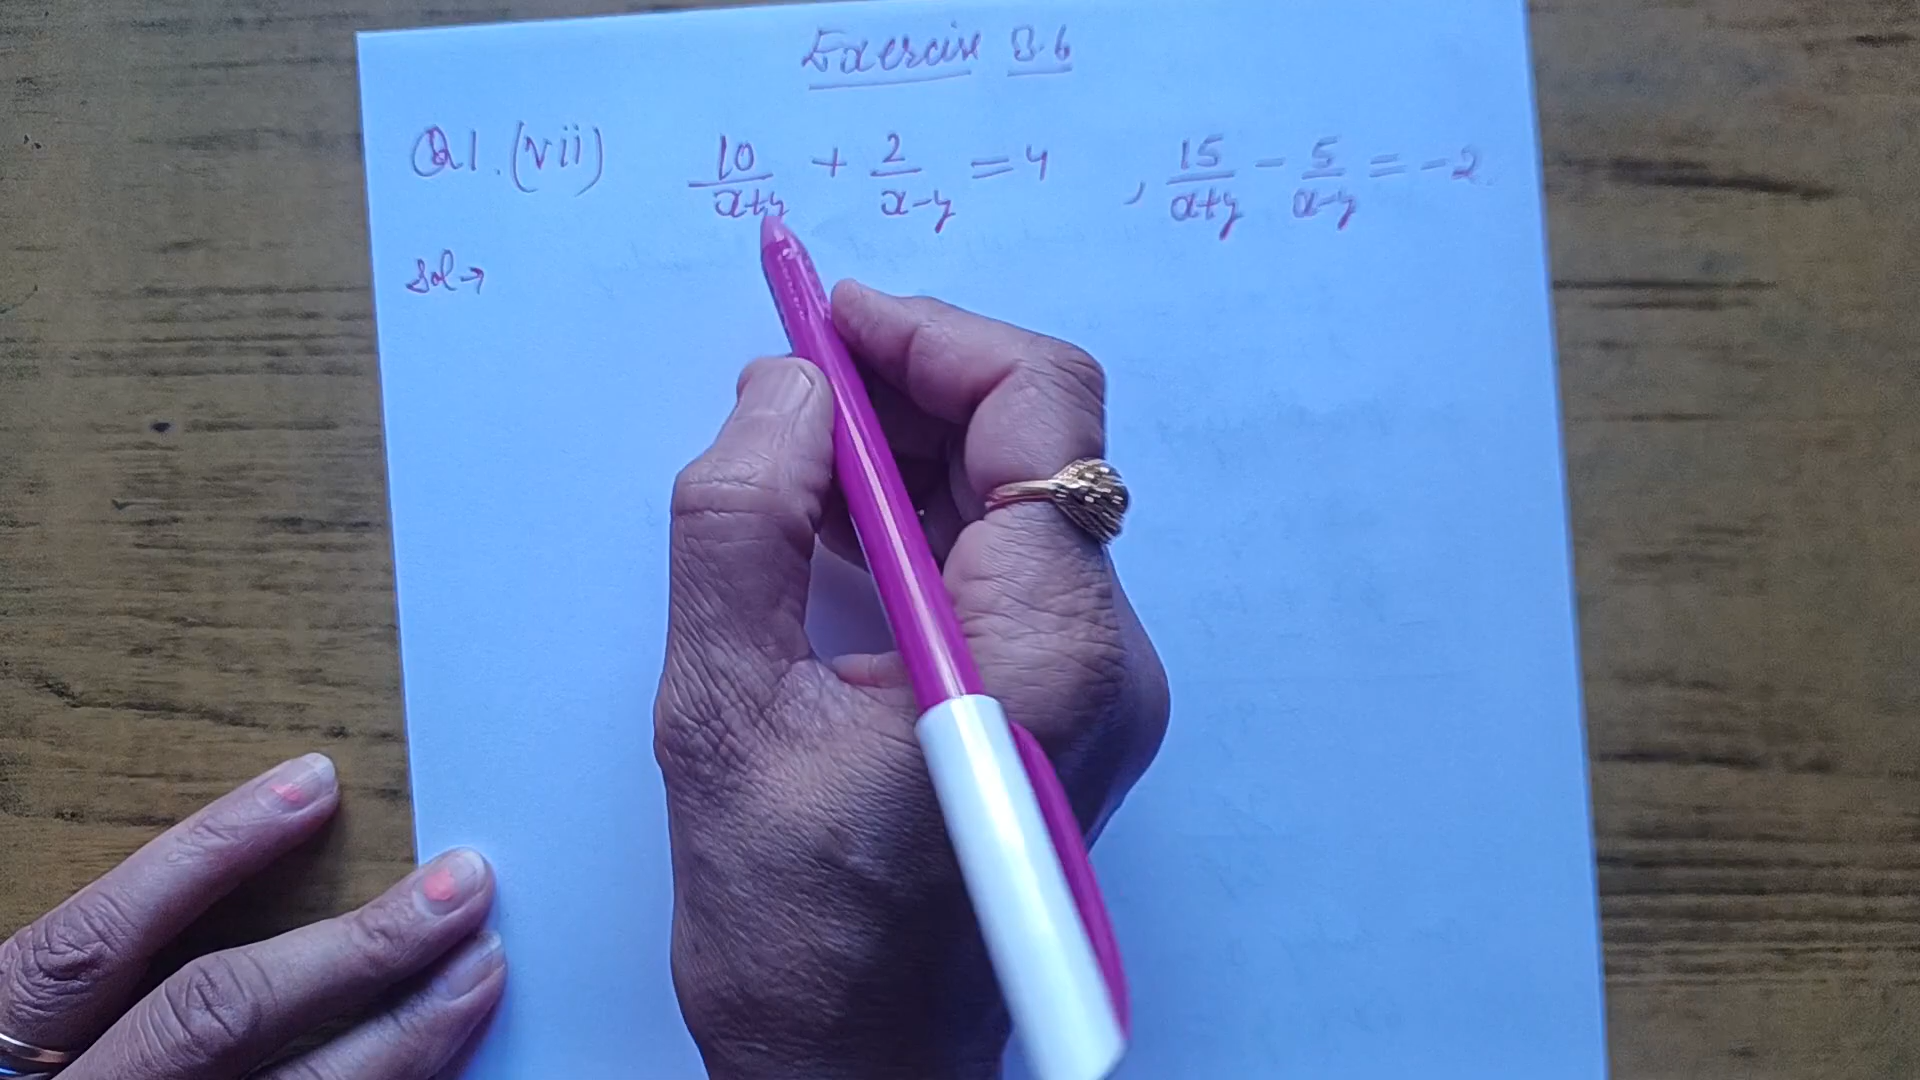 Exercise 3.6
Q1. (vii) 10/x+y + 2/x-y = 4 , 15/x+y - 5/x-y = -2
Sol→